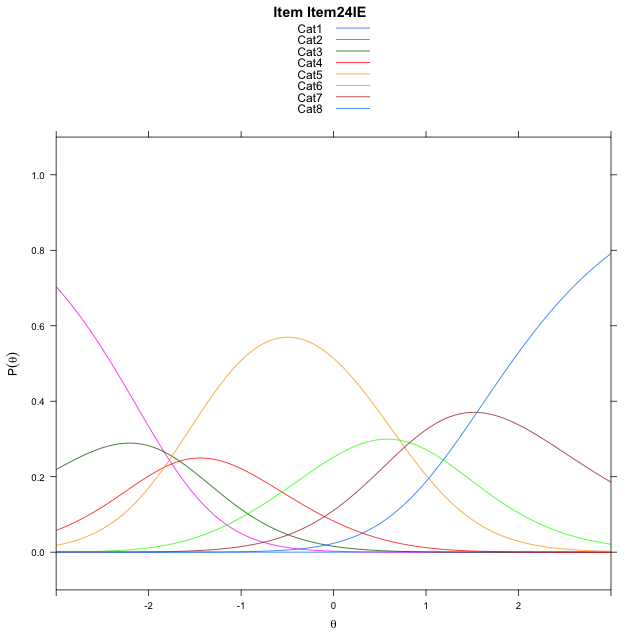 Item Item24IE
Cat1
Cat2
Cat3
Cat4
Cat5
Cat6
Cat7
Cat8
1.0
0.8
0.6
0.4
0.2
0.0
P(θ)
-2 -1 0 1 2
θ